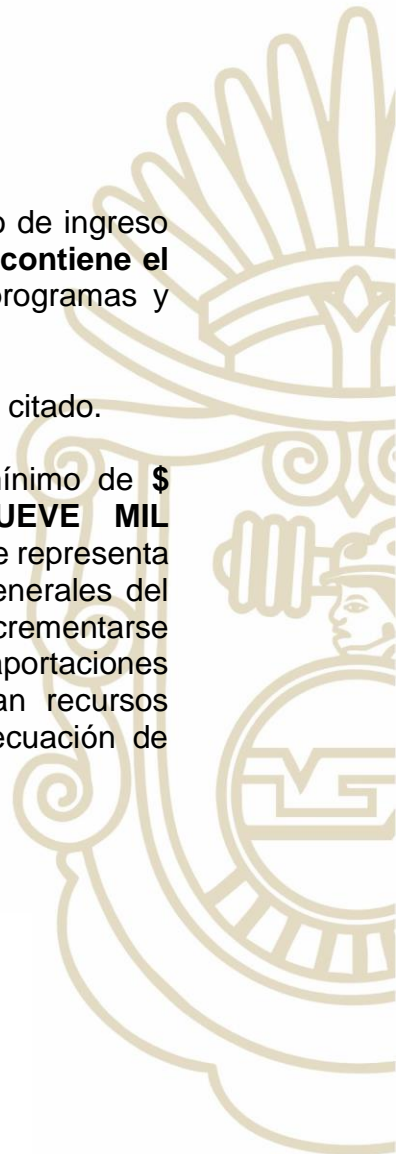 o de ingreso
contiene el
programas y
citado.
mínimo de $
UEVE MIL
e representa
enerales del
crementarse
aportaciones
an recursos
ecuación de